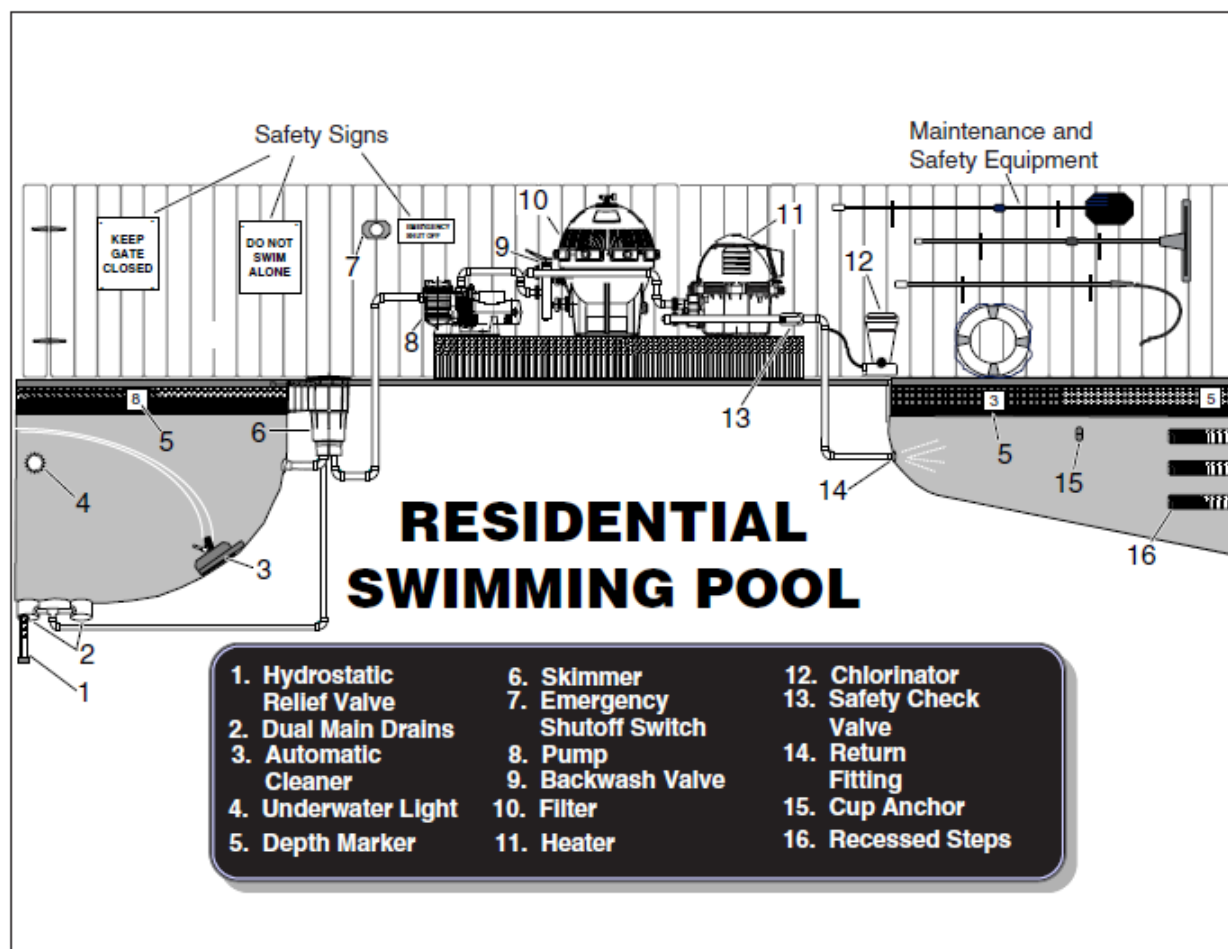 Safety Signs
Maintenance and
Safety Equipment
KEEP
GATE
CLOSED
DO NOT
SWIM
ALONE
EMERGENCY
SHUT OFF
7
8
9
10
11
12
13
8
5
6
4
3
2
1
3
5
5
14
15
16
RESIDENTIAL
SWIMMING POOL
1. Hydrostatic
Relief Valve
2. Dual Main Drains
3. Automatic
Cleaner
4. Underwater Light
5. Depth Marker
6. Skimmer
7. Emergency
Shutoff Switch
8. Pump
9. Backwash Valve
10. Filter
11. Heater
12. Chlorinator
13. Safety Check
Valve
14. Return
Fitting
15. Cup Anchor
16. Recessed Steps